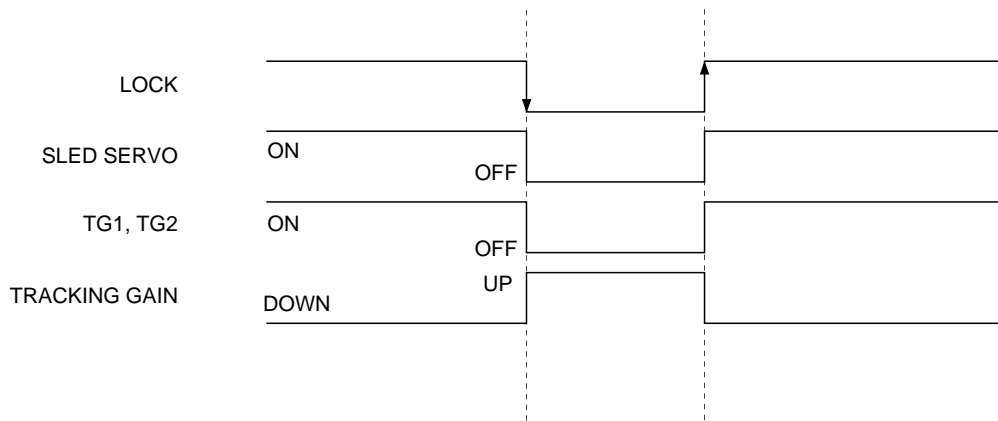 LOCK
SLED SERVO
ON
OFF
TG1, TG2
ON
OFF
TRACKING GAIN
UP
DOWN